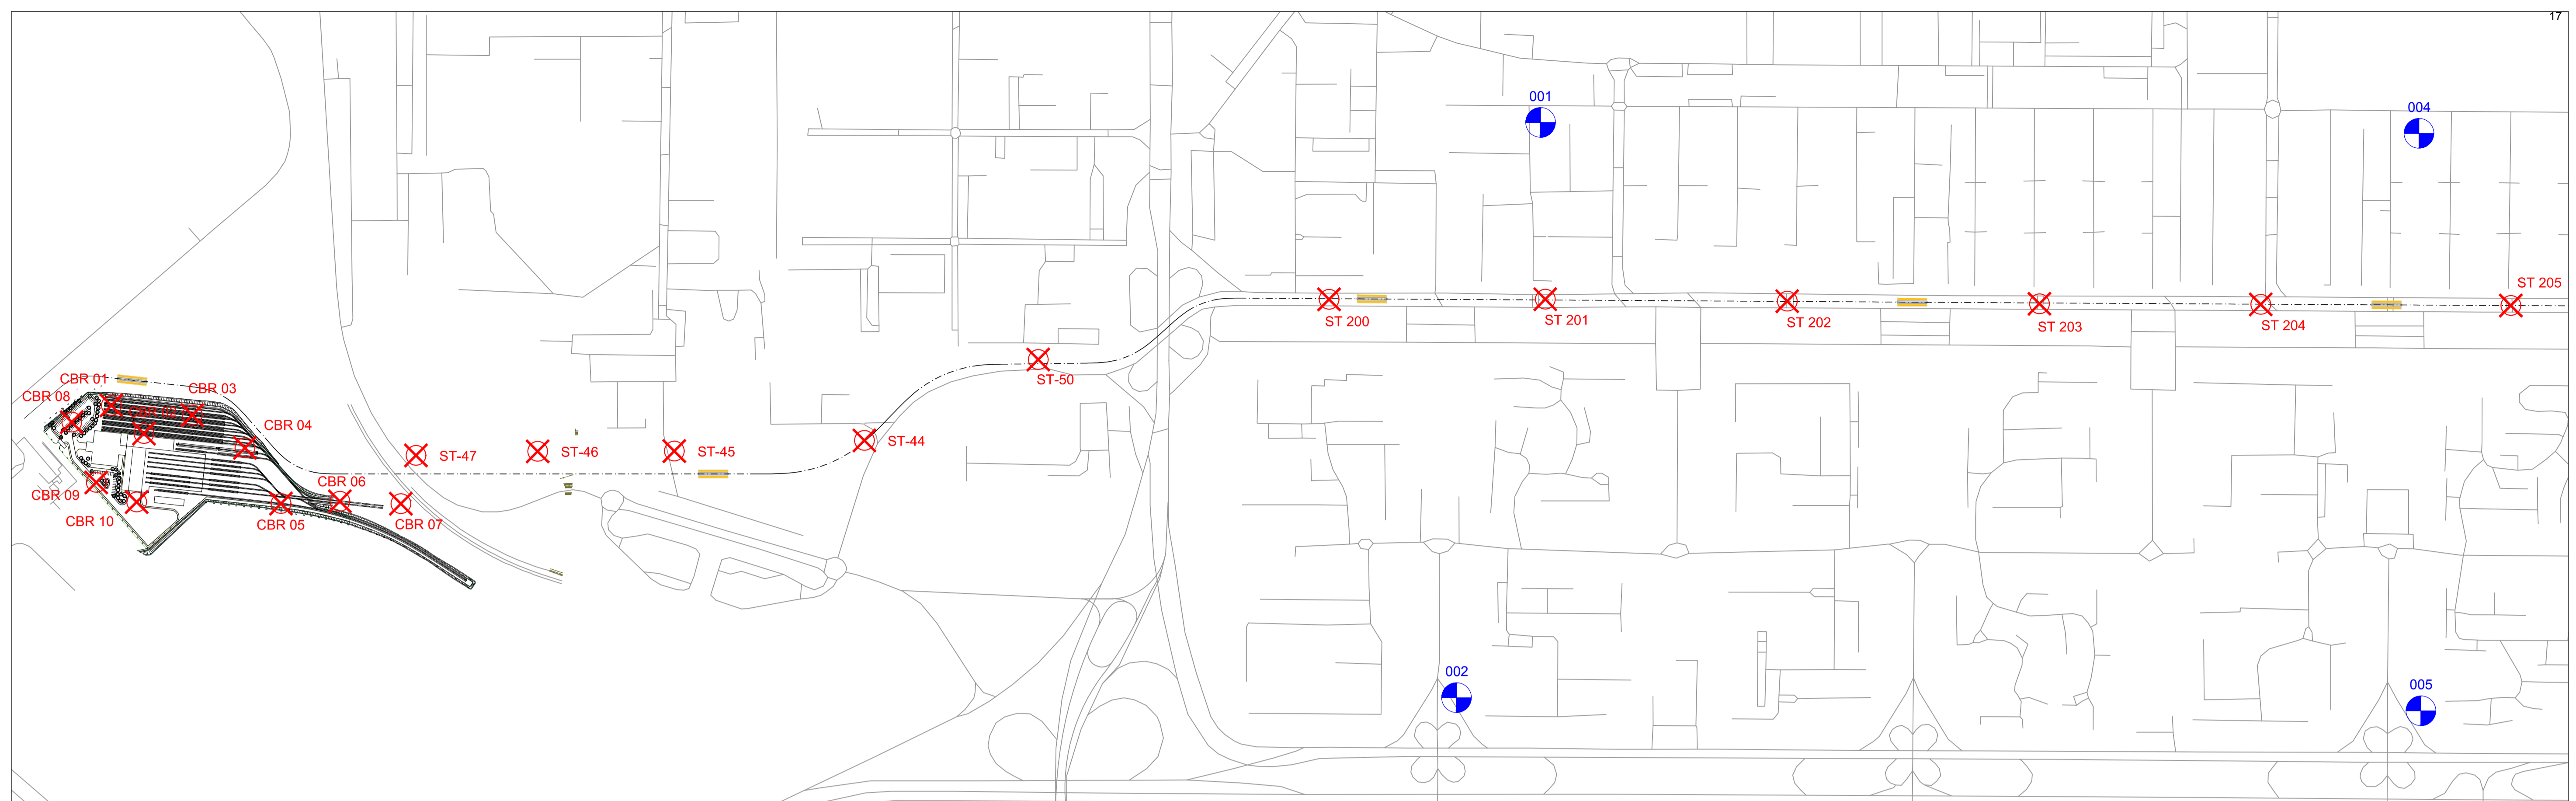 17
001
004
ST 205
ST 200
ST 201
ST 202
ST 203
ST 204
ST-50
CBR 01
CBR 03
CBR 08
CBR 02
CBR 04
ST-47
ST-46
ST-45
ST-44
CBR 09
CBR 06
CBR 10
CBR 05
CBR 07
002
005